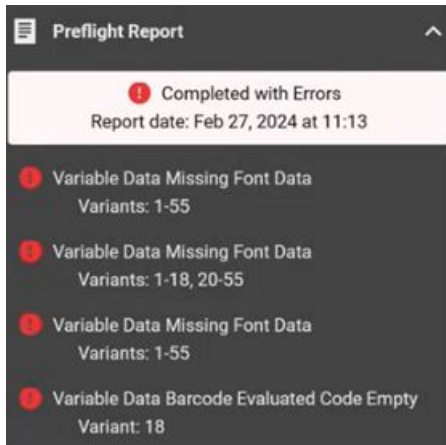 Preflight Report
Completed with Errors
Report date: Feb 27, 2024 at 11:13
Variable Data Missing Font Data
Variants: 1-55
Variable Data Missing Font Data
Variants: 1-18, 20-55
Variable Data Missing Font Data
Variants: 1-55
Variable Data Barcode Evaluated Code Empty
Variant: 18